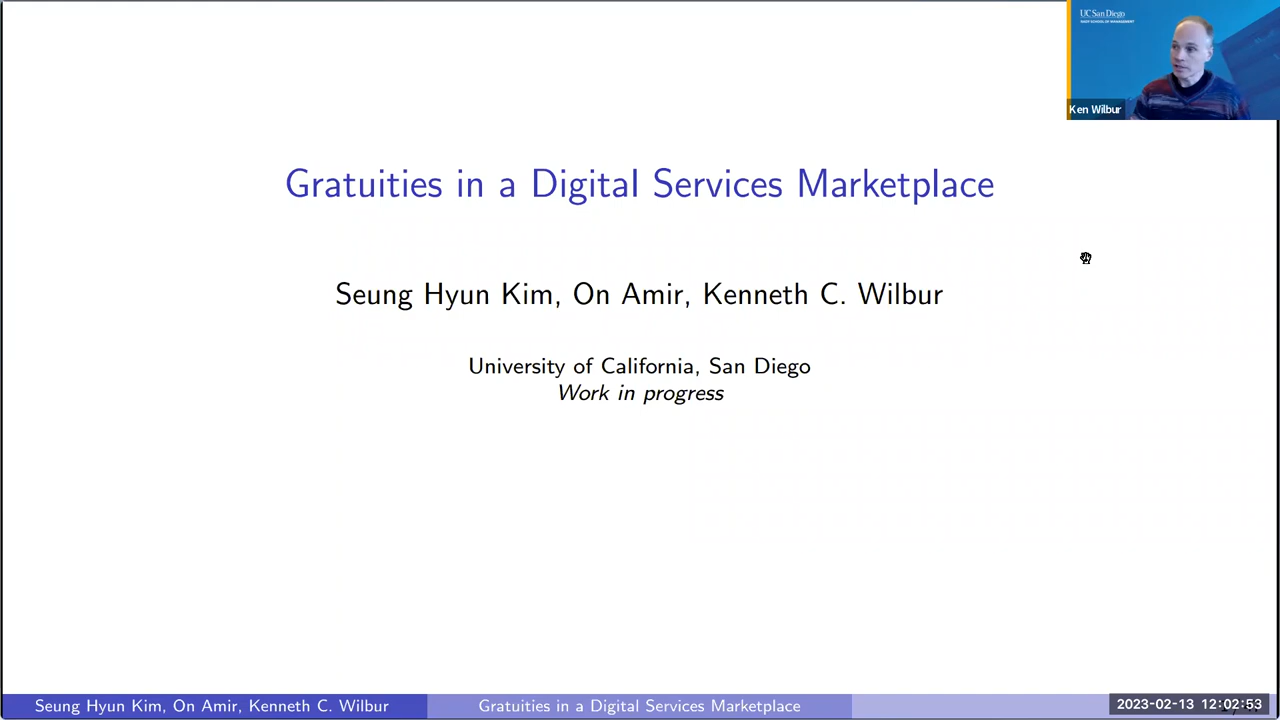 UC San Diego
RADY SCHOOL OF MANAGEMENT
Ken Wilbur
Gratuities in a Digital Services Marketplace
Seung Hyun Kim, On Amir, Kenneth C. Wilbur
University of California, San Diego
Work in progress
Seung Hyun Kim, On Amir, Kenneth C. Wilbur
Gratuities in a Digital Services Marketplace
2023-02-13 12:02:53